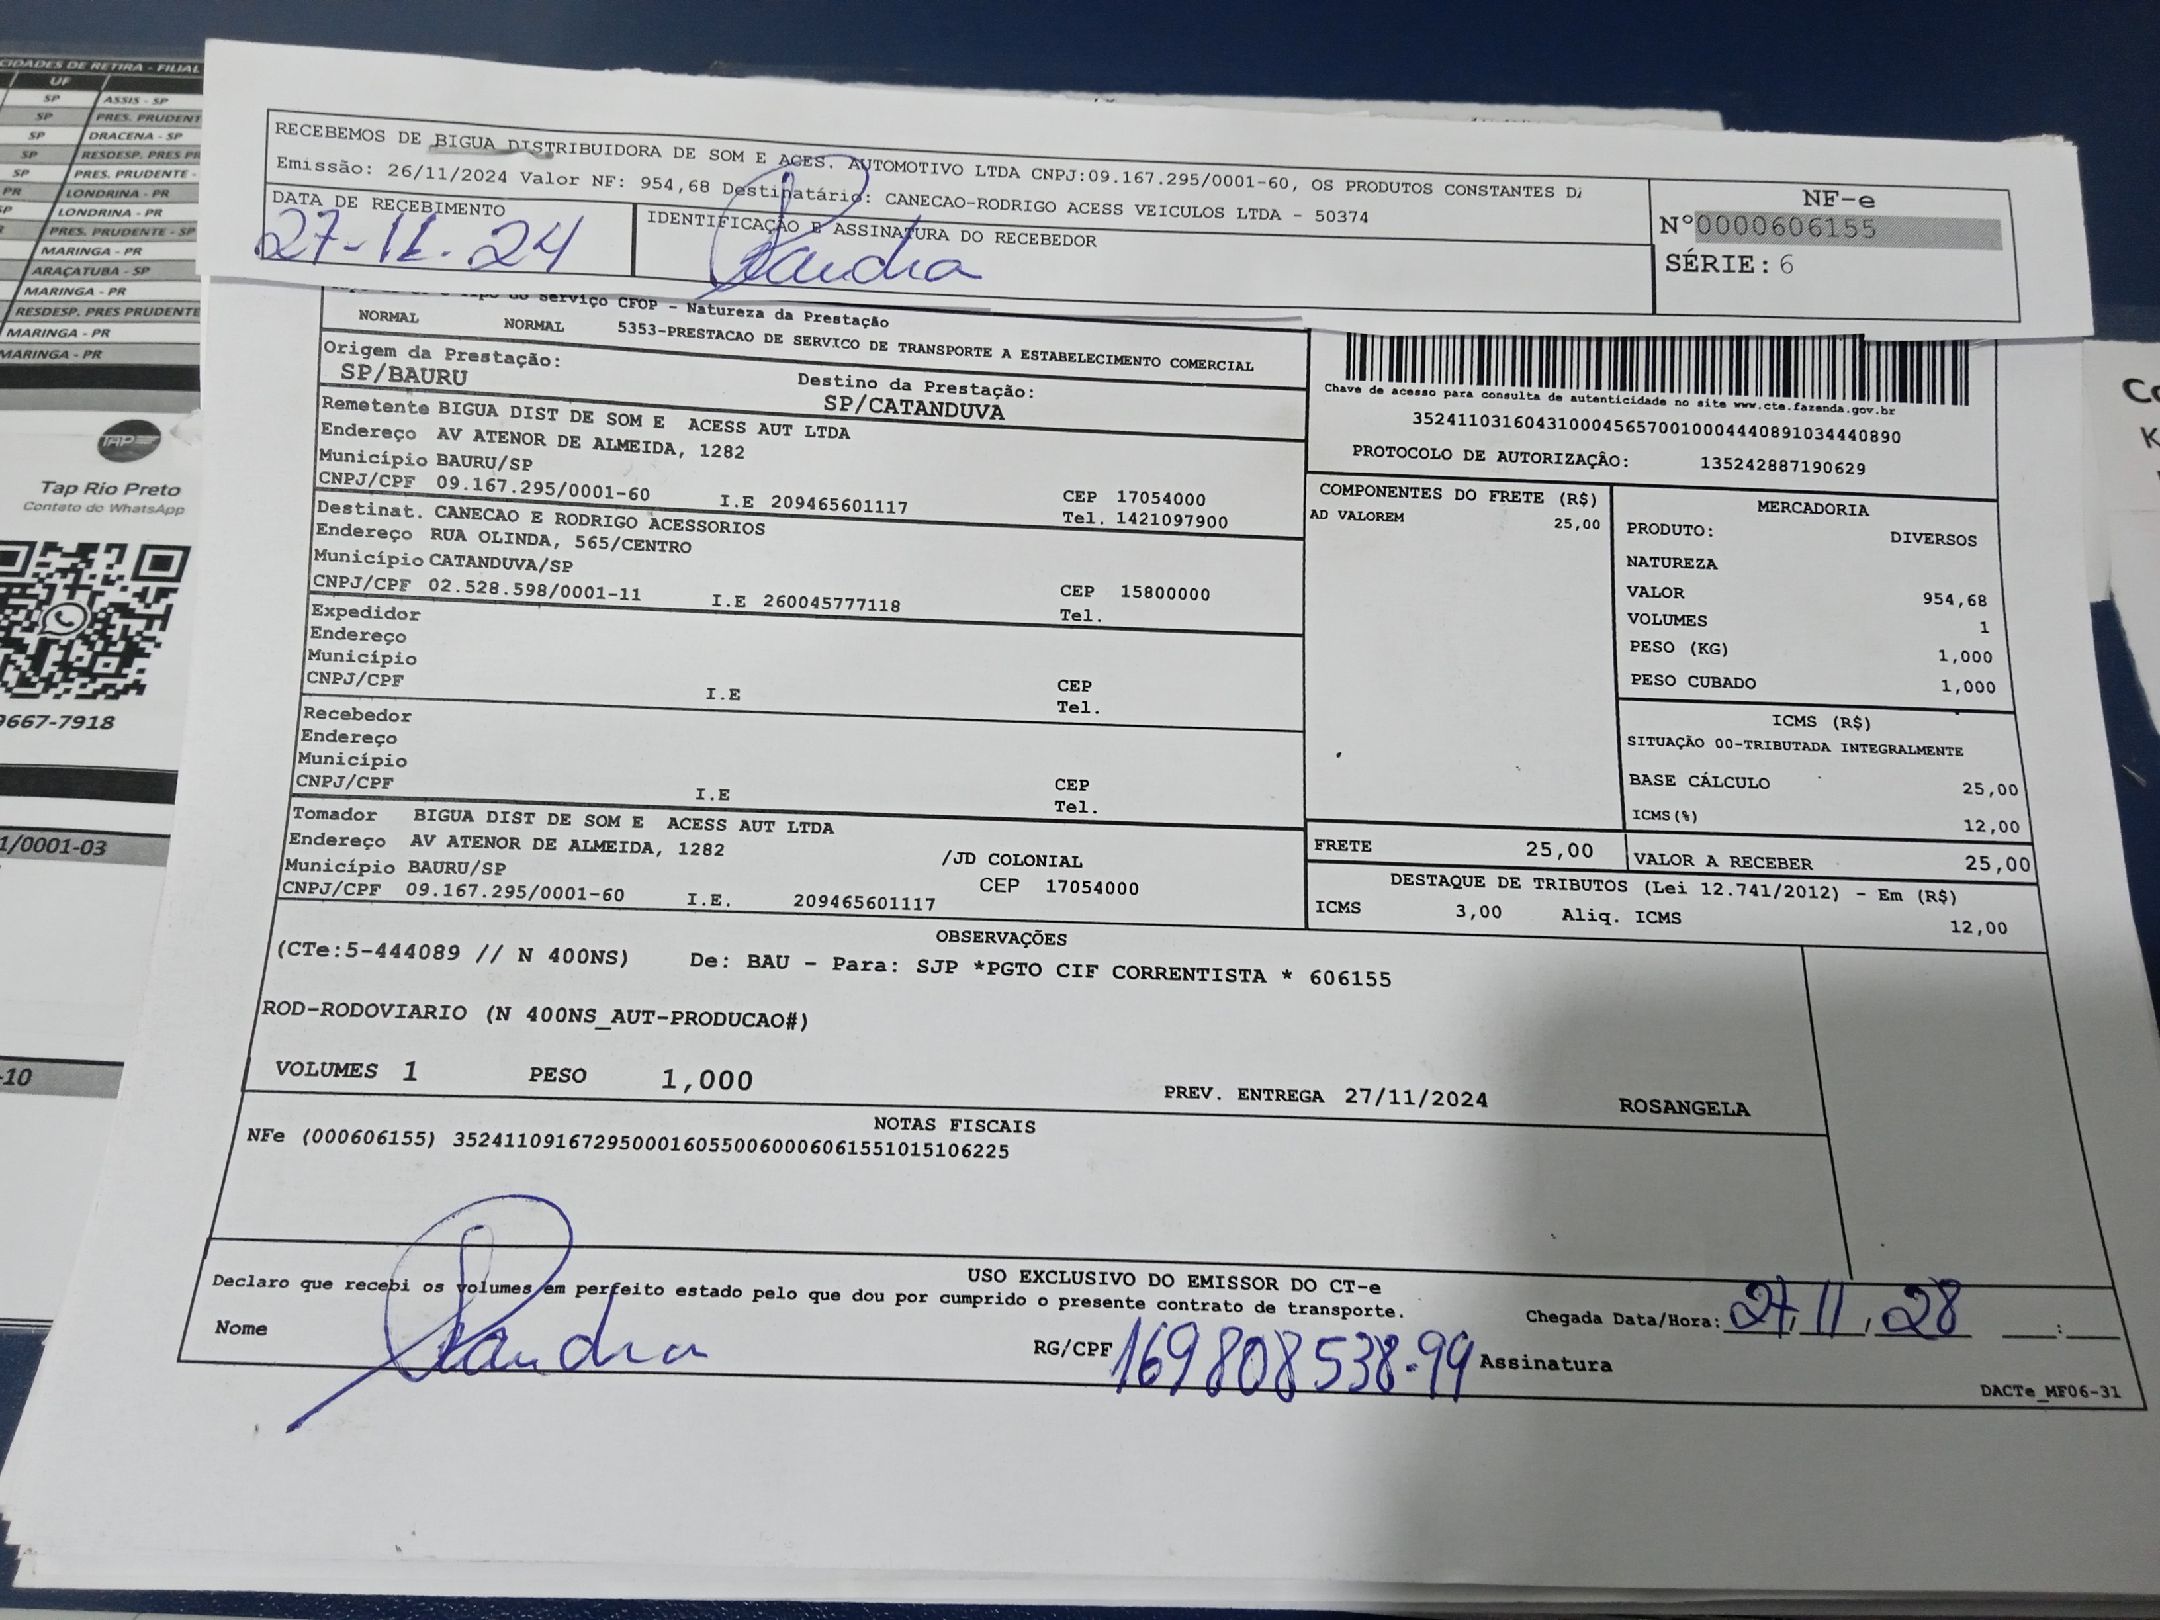 CIDADES DE RETIRA - FILIAL
UF
SP ASSIS - SP
SP PRES. PRUDENT
SP DRACENA - SP
SP RESDESP. PRES PR
SP PRES. PRUDENTE -
PR LONDRINA - PR
SP LONDRINA - PR
PRES. PRUDENTE - SP
MARINGA - PR
ARAÇATUBA - SP
MARINGA - PR
RESDESP. PRES PRUDENTE
MARINGA - PR
MARINGA - PR
TAP
Tap Rio Preto
Contato do WhatsApp
9667-7918
1/0001-03
-10
RECEBEMOS DE BIGUA DISTRIBUIDORA DE SOM E ACES. AUTOMOTIVO LTDA CNPJ:09.167.295/0001-60, OS PRODUTOS CONSTANTES DA
Emissão: 26/11/2024 Valor NF: 954,68 Destinatário: CANECAO-RODRIGO ACESS VEICULOS LTDA - 50374
DATA DE RECEBIMENTO
27-11-24
IDENTIFICAÇÃO E ASSINATURA DO RECEBEDOR
Sandra
NF-e
N°0000606155
SÉRIE: 6
serviço CFOP - Natureza da Prestação
NORMAL NORMAL 5353-PRESTACAO DE SERVICO DE TRANSPORTE A ESTABELECIMENTO COMERCIAL
Origem da Prestação:
SP/BAURU
Destino da Prestação:
SP/CATANDUVA
Remetente BIGUA DIST DE SOM E ACESS AUT LTDA
Endereço AV ATENOR DE ALMEIDA, 1282
Município BAURU/SP
CNPJ/CPF 09.167.295/0001-60 I.E 209465601117
CEP 17054000
Tel. 1421097900
Destinat. CANECAO E RODRIGO ACESSORIOS
Endereço RUA OLINDA, 565/CENTRO
Município CATANDUVA/SP
CNPJ/CPF 02.528.598/0001-11 I.E 260045777118
CEP 15800000
Tel.
Expedidor
Endereço
Município
CNPJ/CPF I.E
CEP
Tel.
Recebedor
Endereço
Município
CNPJ/CPF I.E
CEP
Tel.
Tomador BIGUA DIST DE SOM E ACESS AUT LTDA
Endereço AV ATENOR DE ALMEIDA, 1282 /JD COLONIAL
Município BAURU/SP CEP 17054000
CNPJ/CPF 09.167.295/0001-60 I.E. 209465601117
Chave de acesso para consulta de autenticidade no site www.cte.fazenda.gov.br
35241103160431000456570010004440891034440890
PROTOCOLO DE AUTORIZAÇÂO: 135242887190629
COMPONENTES DO FRETE (R$)
AD VALOREM 25,00
MERCADORIA
PRODUTO: DIVERSOS
NATUREZA
VALOR 954,68
VOLUMES 1
PESO (KG) 1,000
PESO CUBADO 1,000
ICMS (R$)
SITUAÇÃO 00-TRIBUTADA INTEGRALMENTE
BASE CÁLCULO 25,00
ICMS(%) 12,00
FRETE 25,00 VALOR A RECEBER 25,00
DESTAQUE DE TRIBUTOS (Lei 12.741/2012) - Em (R$)
ICMS 3,00 Aliq. ICMS 12,00
OBSERVAÇÕES
(CTe:5-444089 // N 400NS) De: BAU - Para: SJP *PGTO CIF CORRENTISTA * 606155
ROD-RODOVIARIO (N 400NS_AUT-PRODUCAO#)
VOLUMES 1 PESO 1,000 PREV. ENTREGA 27/11/2024 ROSANGELA
NOTAS FISCAIS
NFe (000606155) 35241109167295000160550060006061551015106225
USO EXCLUSIVO DO EMISSOR DO CT-e
Declaro que recebi os volumes em perfeito estado pelo que dou por cumprido o presente contrato de transporte.
Chegada Data/Hora: 27,11,28 __:__
Nome Sandra RG/CPF 169808538-99 Assinatura
DACTe_MF06-31